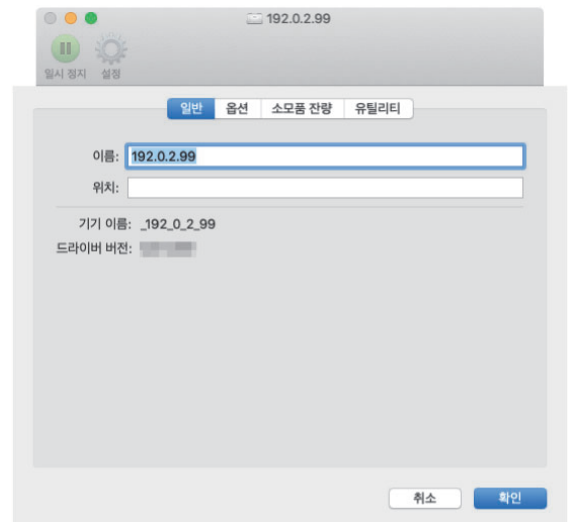 192.0.2.99
일시 정지 설정
일반 옵션 소모품 잔량 유틸리티
이름: 192.0.2.99
위치:
기기 이름: _192_0_2_99
드라이버 버전:
취소 확인